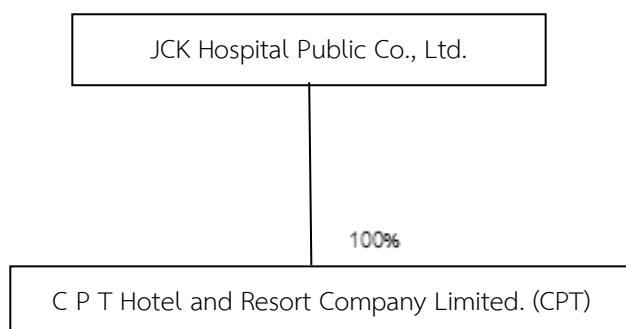 JCK Hospital Public Co., Ltd.
100%
C P T Hotel and Resort Company Limited. (CPT)